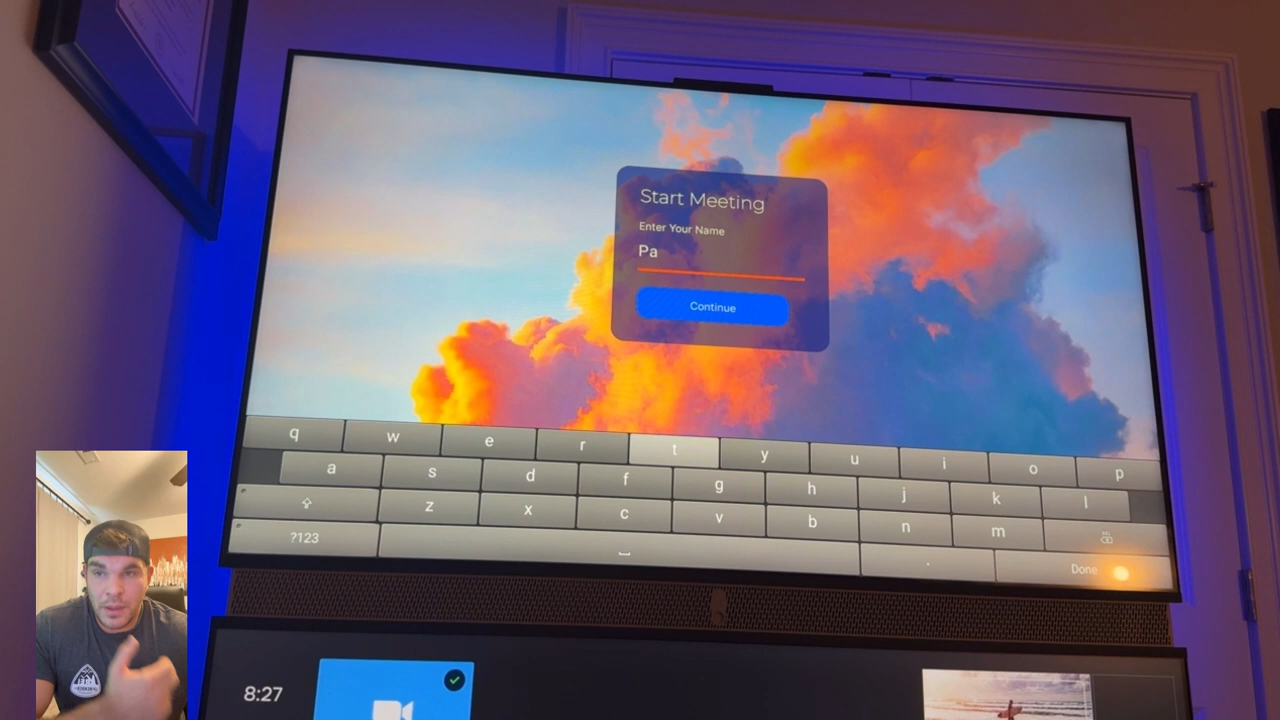 Start Meeting
Enter Your Name
Pa
Continue
q w e r t y u i o p
a s d f g h j k l
z x c v b n m
?123 . Done
8:27